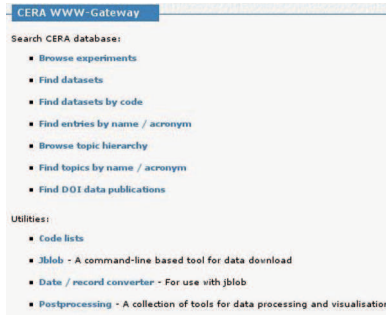 CERA WWW-Gateway
Search CERA database:
Browse experiments
Find datasets
Find datasets by code
Find entries by name / acronym
Browse topic hierarchy
Find topics by name / acronym
Find DOI data publications
Utilities:
Code lists
Jblob - A command-line based tool for data download
Date / record converter - For use with jblob
Postprocessing - A collection of tools for data processing and visualisation